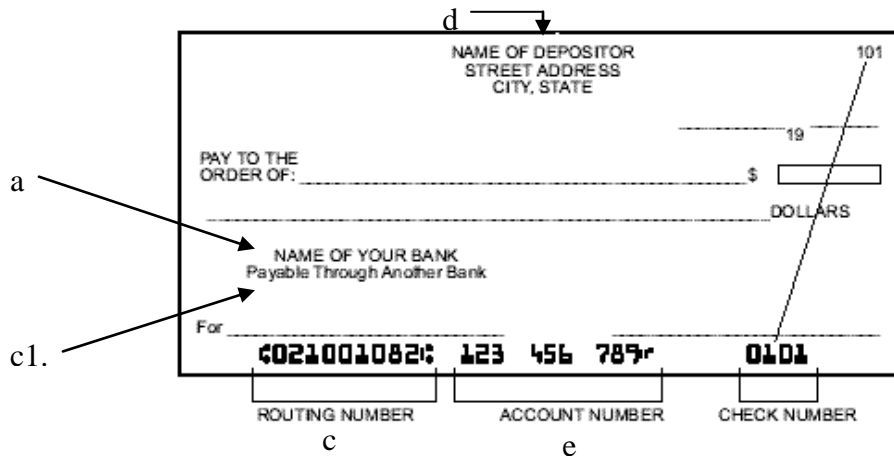 d
NAME OF DEPOSITOR 101
STREET ADDRESS
CITY, STATE
19
PAY TO THE
ORDER OF: $
a
DOLLARS
NAME OF YOUR BANK
Payable Through Another Bank
For
c1.
⑆021001082⑆ 123 456 789⑈ 0101
ROUTING NUMBER ACCOUNT NUMBER CHECK NUMBER
c e